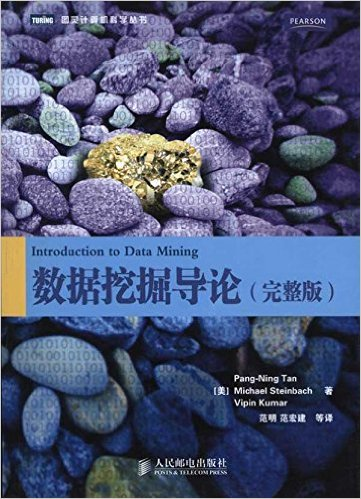 TURING 图灵计算机科学丛书
PEARSON
Introduction to Data Mining
数据挖掘导论(完整版)
Pang-Ning Tan
[美] Michael Steinbach 著
Vipin Kumar
范明 范宏建 等译
人民邮电出版社
POSTS & TELECOM PRESS